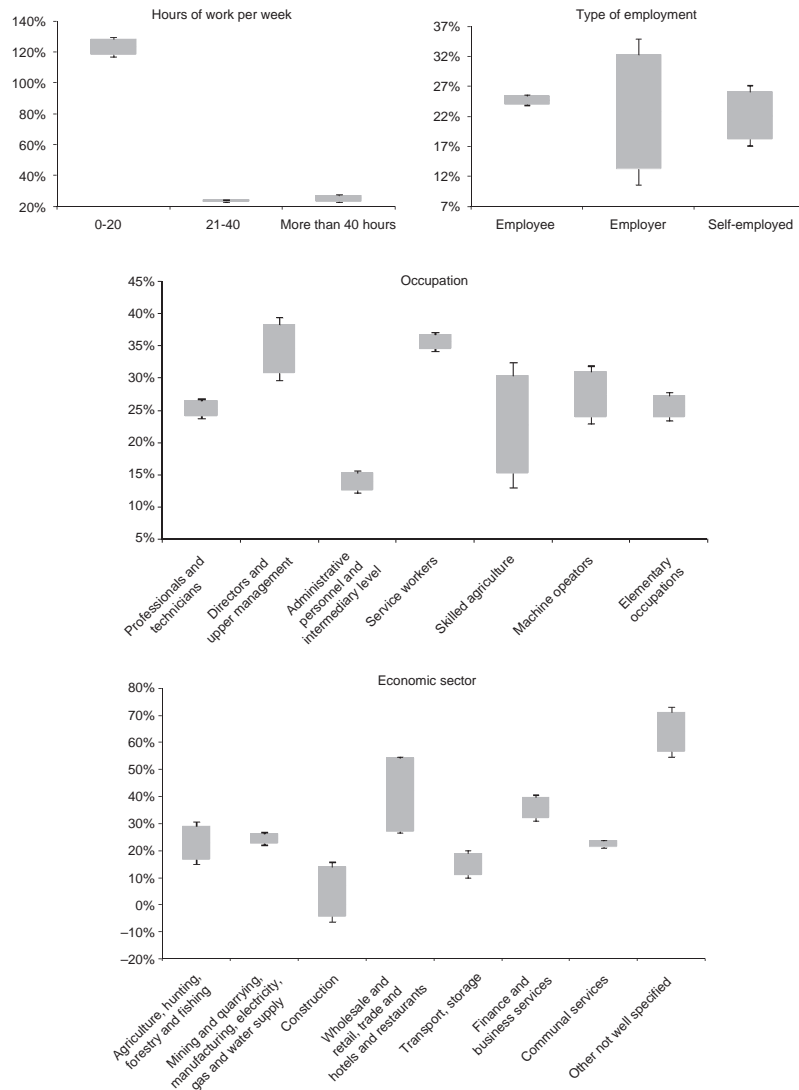 Hours of work per week
140%
120%
100%
80%
60%
40%
20%
0-20
21-40
More than 40 hours
Type of employment
37%
32%
27%
22%
17%
12%
7%
Employee
Employer
Self-employed
Occupation
45%
40%
35%
30%
25%
20%
15%
10%
5%
Professionals and
technicians
Directors and
upper management
Administrative
personnel and
intermediary level
Service workers
Skilled agriculture
Machine opeators
Elementary
occupations
Economic sector
80%
70%
60%
50%
40%
30%
20%
10%
0%
–10%
–20%
Agriculture, hunting,
forestry and fishing
Mining and quarrying,
manufacturing, electricity,
gas and water supply
Construction
Wholesale and
retail, trade and
hotels and restaurants
Transport, storage
Finance and
business services
Communal services
Other not well specified